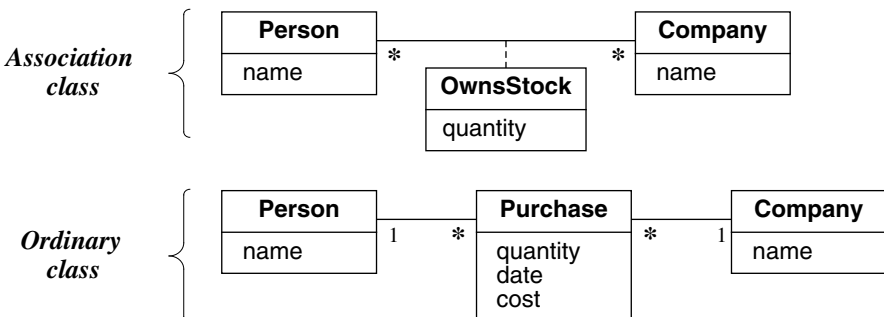 Association
class
Person
name
*
*
OwnsStock
quantity
Company
name
Ordinary
class
Person
name
1
*
Purchase
quantity
date
cost
*
1
Company
name